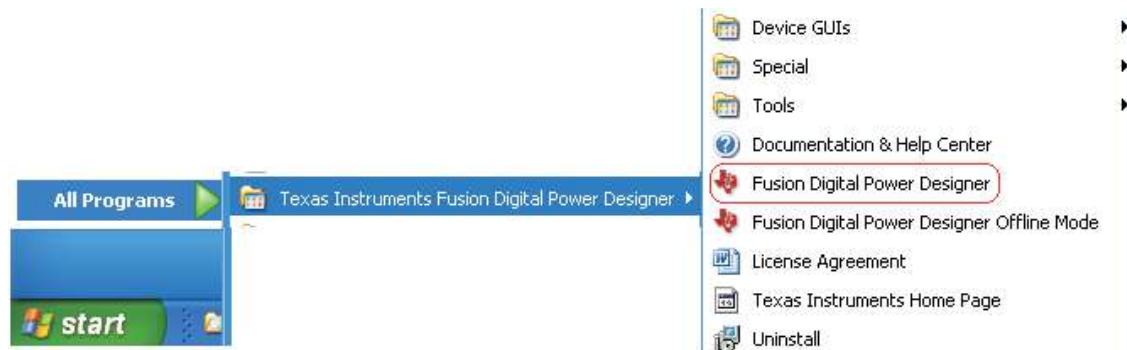 Device GUIs
Special
Tools
Documentation & Help Center
All Programs
Texas Instruments Fusion Digital Power Designer
Fusion Digital Power Designer
Fusion Digital Power Designer Offline Mode
License Agreement
Texas Instruments Home Page
start
Uninstall